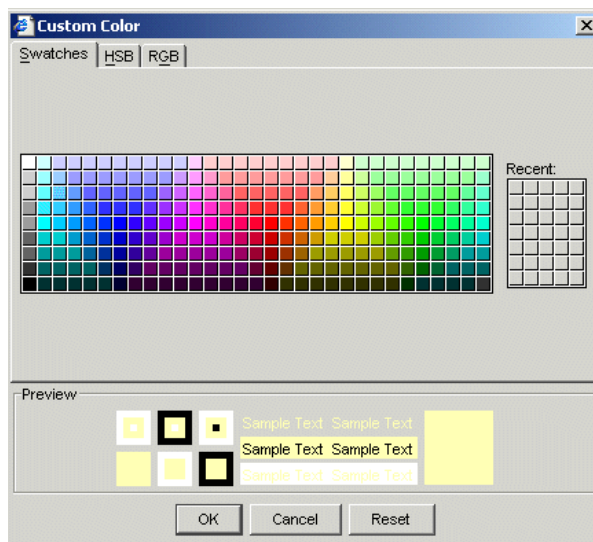 Custom Color
Swatches HSB RGB
Recent:
Preview
Sample Text Sample Text
Sample Text Sample Text
Sample Text Sample Text
OK Cancel Reset